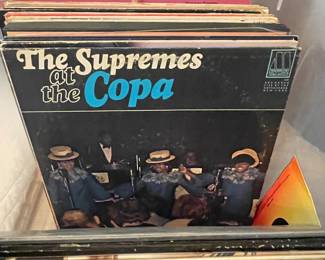 The Supremes
at
the Copa